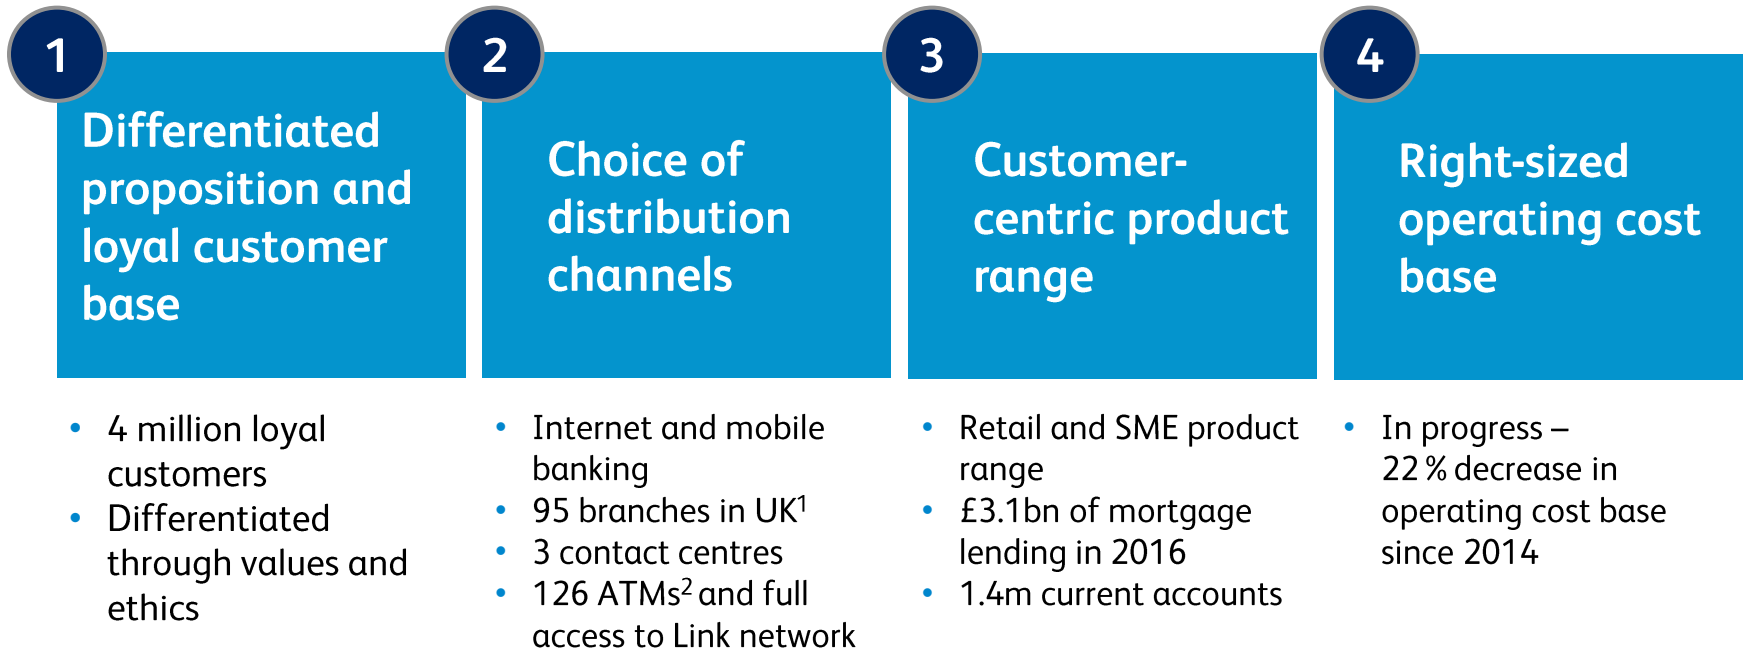 1
Differentiated
proposition and
loyal customer
base
• 4 million loyal
customers
• Differentiated
through values and
ethics
2
Choice of
distribution
channels
• Internet and mobile
banking
• 95 branches in UK¹
• 3 contact centres
• 126 ATMs² and full
access to Link network
3
Customer-
centric product
range
• Retail and SME product
range
• £3.1bn of mortgage
lending in 2016
• 1.4m current accounts
4
Right-sized
operating cost
base
• In progress –
22% decrease in
operating cost base
since 2014